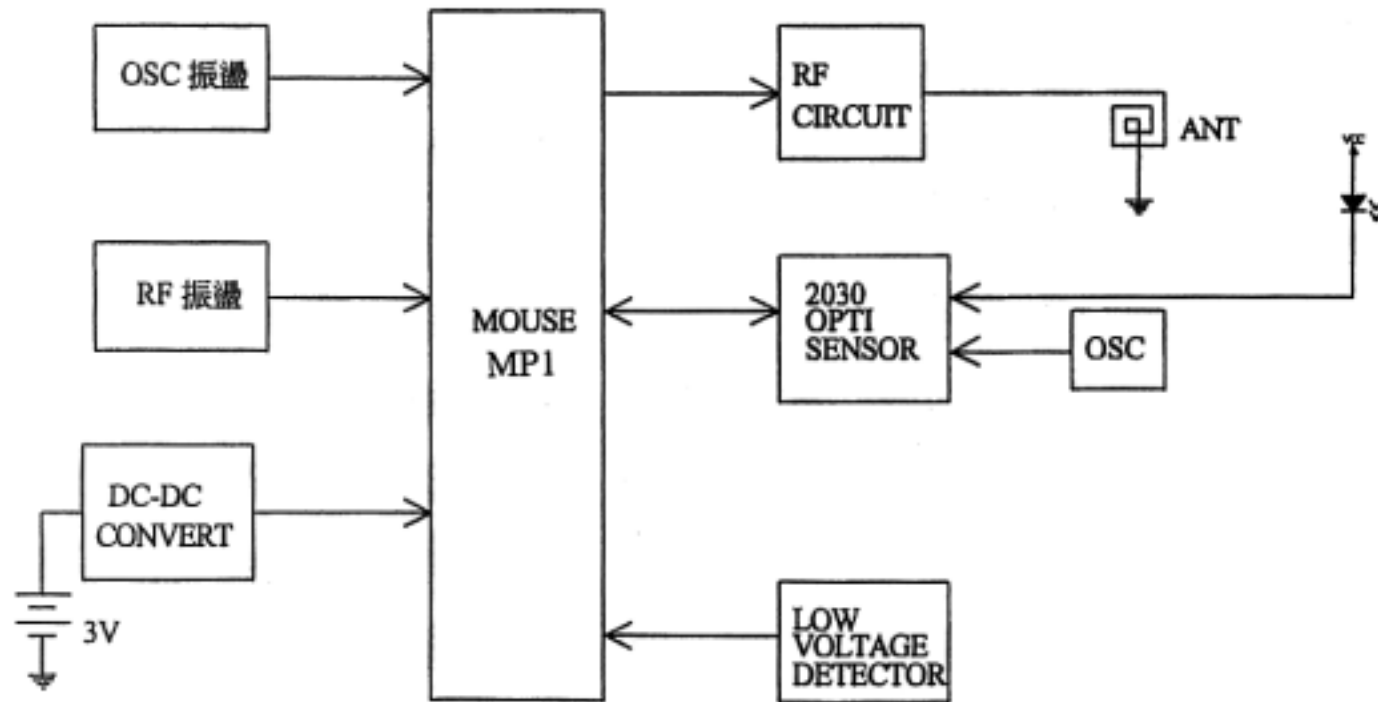 OSC 振盪
RF
CIRCUIT
ANT
VCC
RF 振盪
MOUSE
MP1
2030
OPTI
SENSOR
OSC
DC-DC
CONVERT
3V
LOW
VOLTAGE
DETECTOR